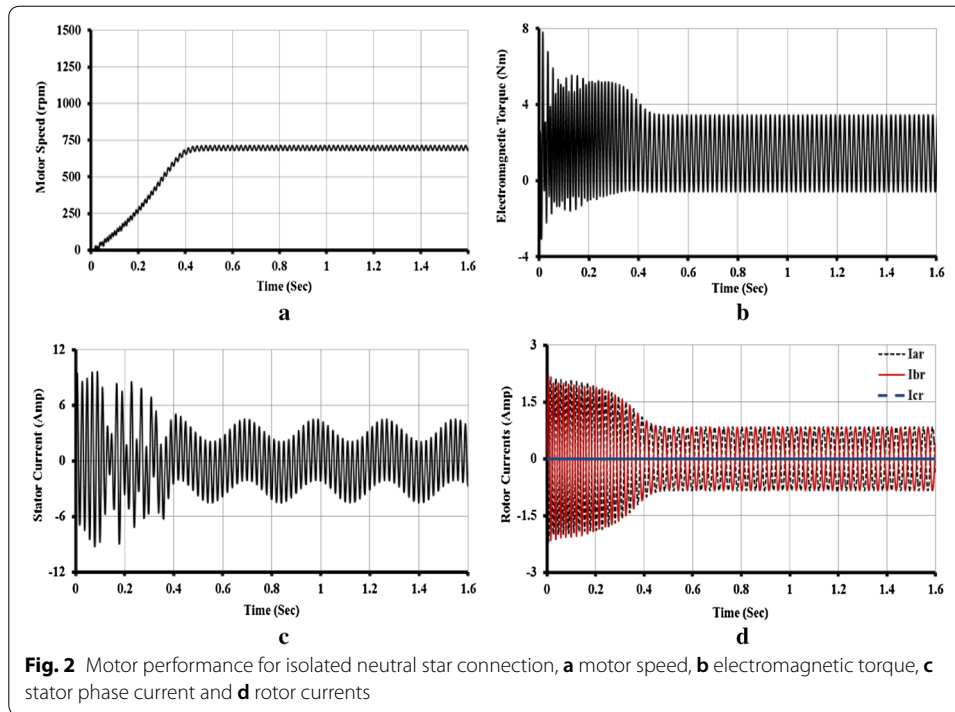 1500
1250
1000
750
500
250
0
Motor Speed (rpm)
0 0.2 0.4 0.6 0.8 1 1.2 1.4 1.6
Time (Sec)
a
8
4
0
-4
Electromagnetic Torque (Nm)
0 0.2 0.4 0.6 0.8 1 1.2 1.4 1.6
Time (Sec)
b
12
6
0
-6
-12
Stator Current (Amp)
0 0.2 0.4 0.6 0.8 1 1.2 1.4 1.6
Time (Sec)
c
3
1.5
0
-1.5
-3
Rotor Currents (Amp)
Iar
Ibr
Icr
0 0.2 0.4 0.6 0.8 1 1.2 1.4 1.6
Time (Sec)
d
Fig. 2 Motor performance for isolated neutral star connection, a motor speed, b electromagnetic torque, c
stator phase current and d rotor currents